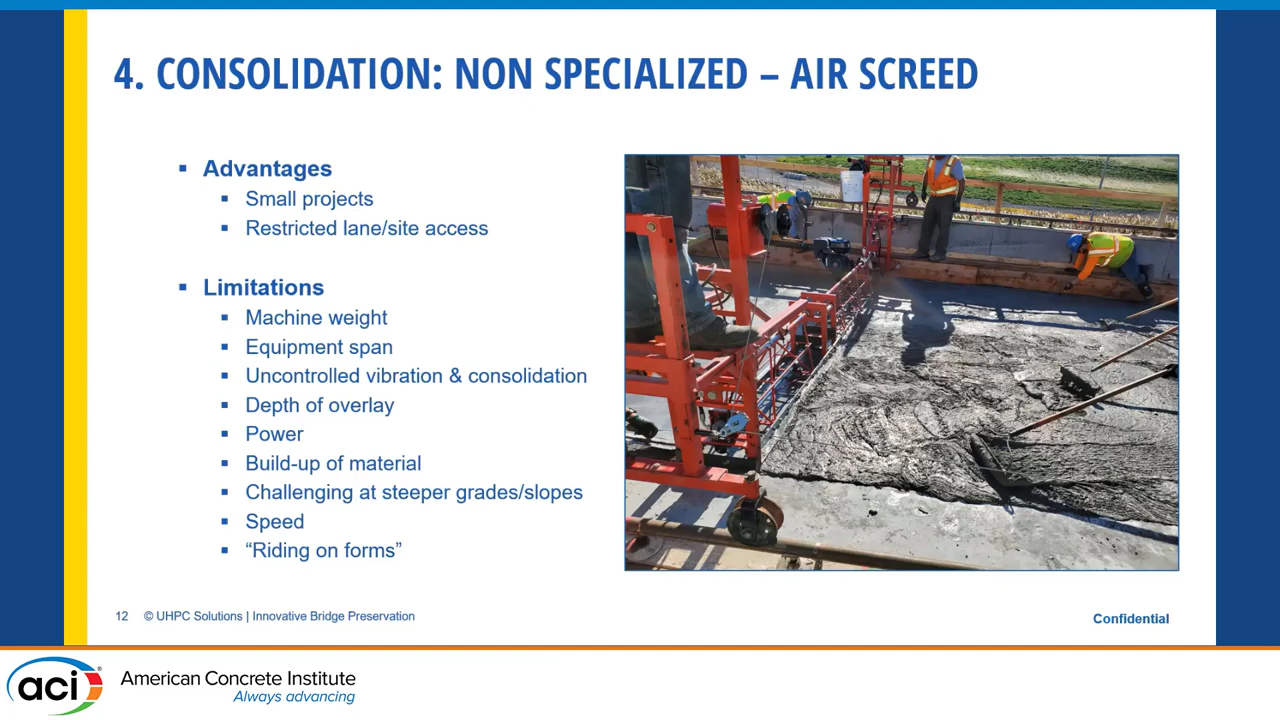 4. CONSOLIDATION: NON SPECIALIZED – AIR SCREED
▪ Advantages
▪ Small projects
▪ Restricted lane/site access
▪ Limitations
▪ Machine weight
▪ Equipment span
▪ Uncontrolled vibration & consolidation
▪ Depth of overlay
▪ Power
▪ Build-up of material
▪ Challenging at steeper grades/slopes
▪ Speed
▪ “Riding on forms”
12 © UHPC Solutions | Innovative Bridge Preservation
Confidential
aci®
American Concrete Institute
Always advancing